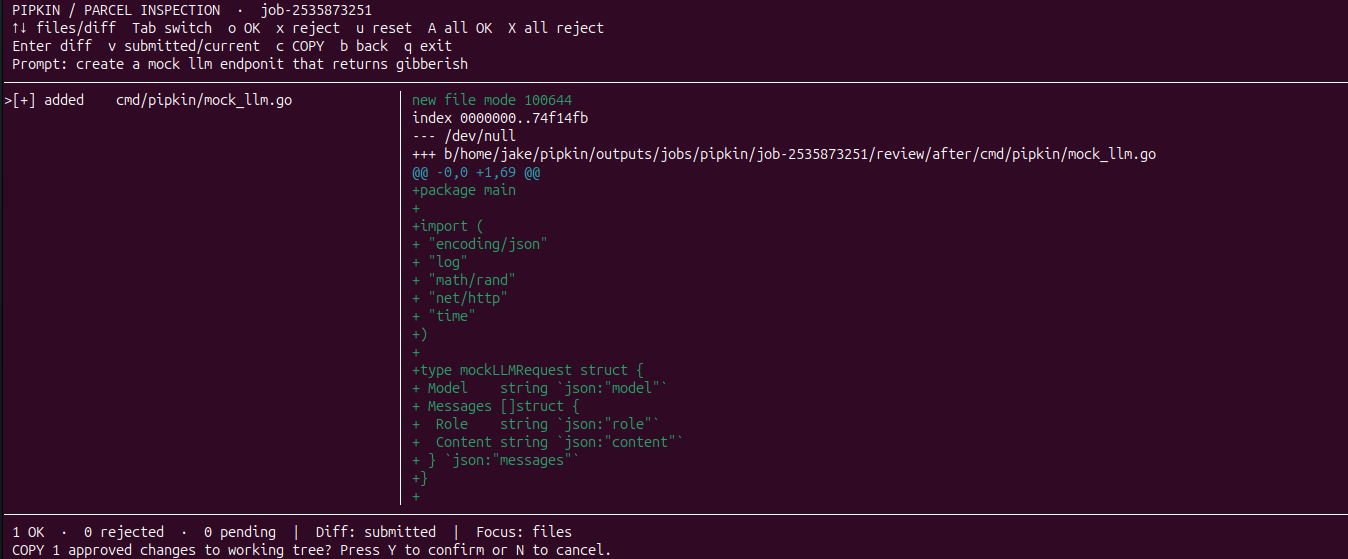 PIPKIN / PARCEL INSPECTION · job-2535873251
↑↓ files/diff Tab switch o OK x reject u reset A all OK X all reject
Enter diff v submitted/current c COPY b back q exit
Prompt: create a mock llm endponit that returns gibberish
>[+] added cmd/pipkin/mock_llm.go
new file mode 100644
index 0000000..74f14fb
--- /dev/null
+++ b/home/jake/pipkin/outputs/jobs/pipkin/job-2535873251/review/after/cmd/pipkin/mock_llm.go
@@ -0,0 +1,69 @@
+package main
+
+import (
+ "encoding/json"
+ "log"
+ "math/rand"
+ "net/http"
+ "time"
+)
+
+type mockLLMRequest struct {
+ Model    string `json:"model"`
+ Messages []struct {
+  Role    string `json:"role"`
+  Content string `json:"content"`
+ } `json:"messages"`
+}
+
1 OK · 0 rejected · 0 pending | Diff: submitted | Focus: files
COPY 1 approved changes to working tree? Press Y to confirm or N to cancel.